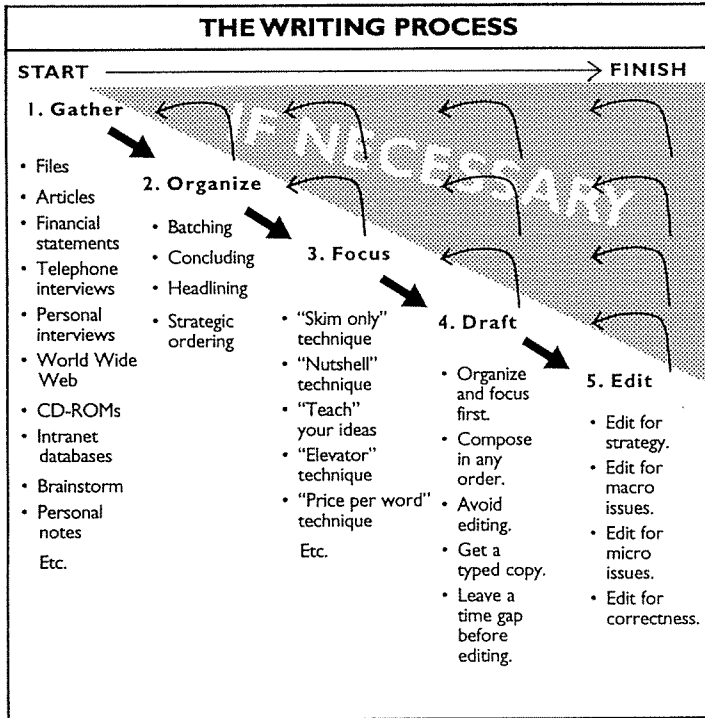 THE WRITING PROCESS
START
FINISH
IF NECESSARY
1. Gather
• Files
• Articles
• Financial
statements
• Telephone
interviews
• Personal
interviews
• World Wide
Web
• CD-ROMs
• Intranet
databases
• Brainstorm
• Personal
notes
Etc.
2. Organize
• Batching
• Concluding
• Headlining
• Strategic
ordering
3. Focus
• “Skim only”
technique
• “Nutshell”
technique
• “Teach”
your ideas
• “Elevator”
technique
• “Price per word”
technique
Etc.
4. Draft
• Organize
and focus
first.
• Compose
in any
order.
• Avoid
editing.
• Get a
typed copy.
• Leave a
time gap
before
editing.
5. Edit
• Edit for
strategy.
• Edit for
macro
issues.
• Edit for
micro
issues.
• Edit for
correctness.